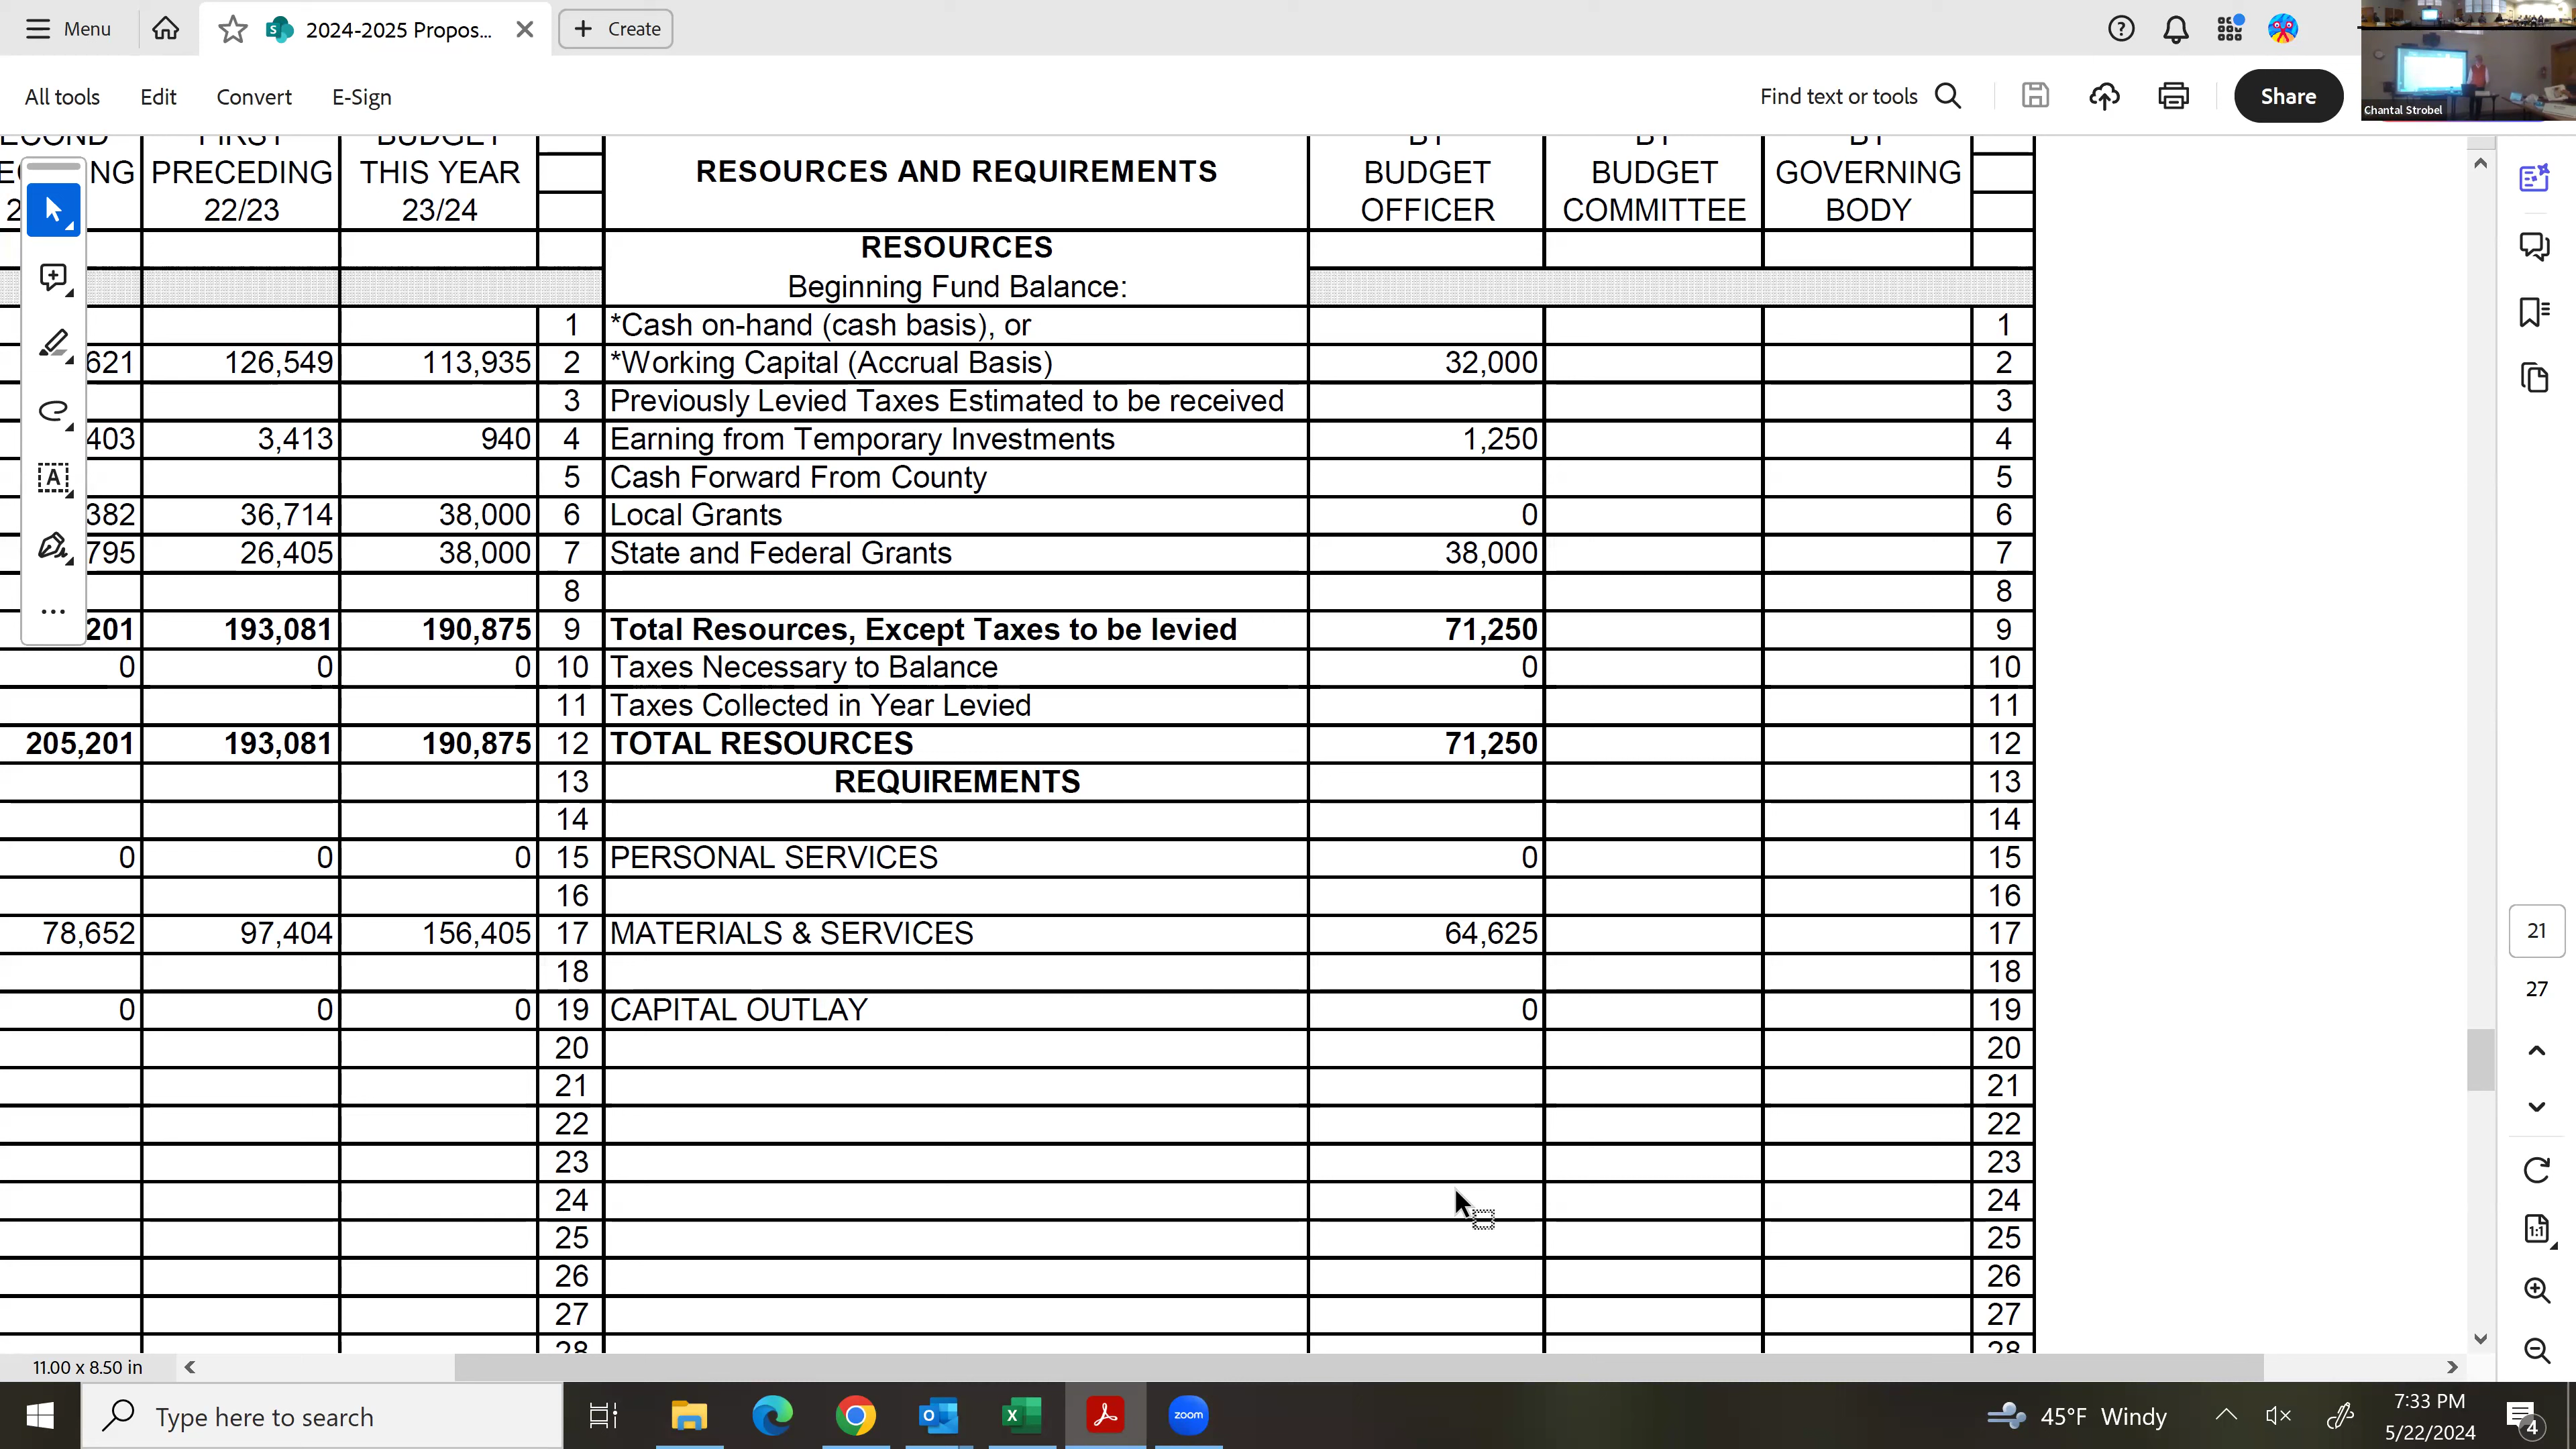 Menu
2024-2025 Propos...
Create
Chantal Strobel
All tools
Edit
Convert
E-Sign
Find text or tools
Share
FIRST BUDGET
NG PRECEDING THIS YEAR RESOURCES AND REQUIREMENTS BUDGET BUDGET GOVERNING
22/23 23/24 OFFICER COMMITTEE BODY
RESOURCES
Beginning Fund Balance:
1 *Cash on-hand (cash basis), or 1
621 126,549 113,935 2 *Working Capital (Accrual Basis) 32,000 2
3 Previously Levied Taxes Estimated to be received 3
403 3,413 940 4 Earning from Temporary Investments 1,250 4
5 Cash Forward From County 5
382 36,714 38,000 6 Local Grants 0 6
795 26,405 38,000 7 State and Federal Grants 38,000 7
8 8
201 193,081 190,875 9 Total Resources, Except Taxes to be levied 71,250 9
0 0 0 10 Taxes Necessary to Balance 0 10
11 Taxes Collected in Year Levied 11
205,201 193,081 190,875 12 TOTAL RESOURCES 71,250 12
13 REQUIREMENTS 13
14 14
0 0 0 15 PERSONAL SERVICES 0 15
16 16
78,652 97,404 156,405 17 MATERIALS & SERVICES 64,625 17
18 18
0 0 0 19 CAPITAL OUTLAY 0 19
20 20
21 21
22 22
23 23
24 24
25 25
26 26
27 27
28 28
21
27
11.00 x 8.50 in
Type here to search
zoom
45°F Windy
7:33 PM
5/22/2024
4